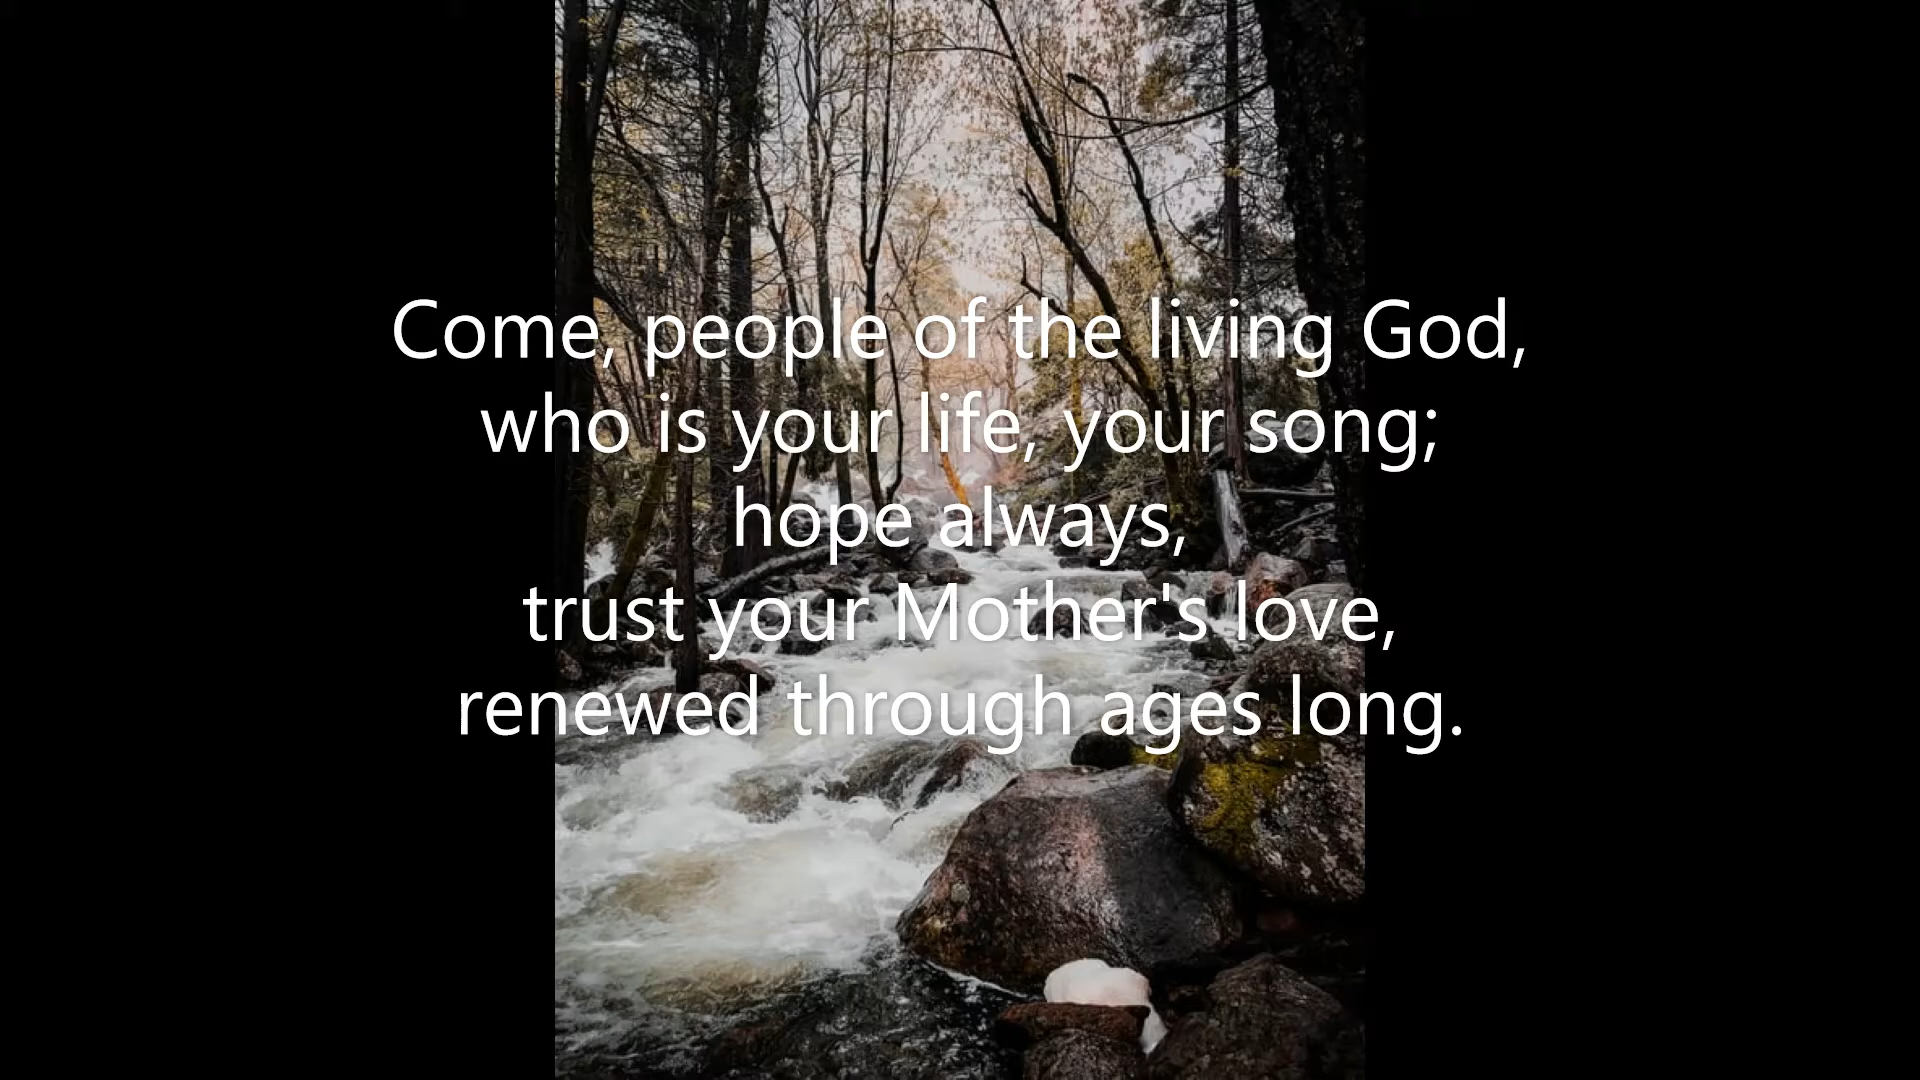 Come, people of the living God,
who is your life, your song;
hope always,
trust your Mother's love,
renewed through ages long.